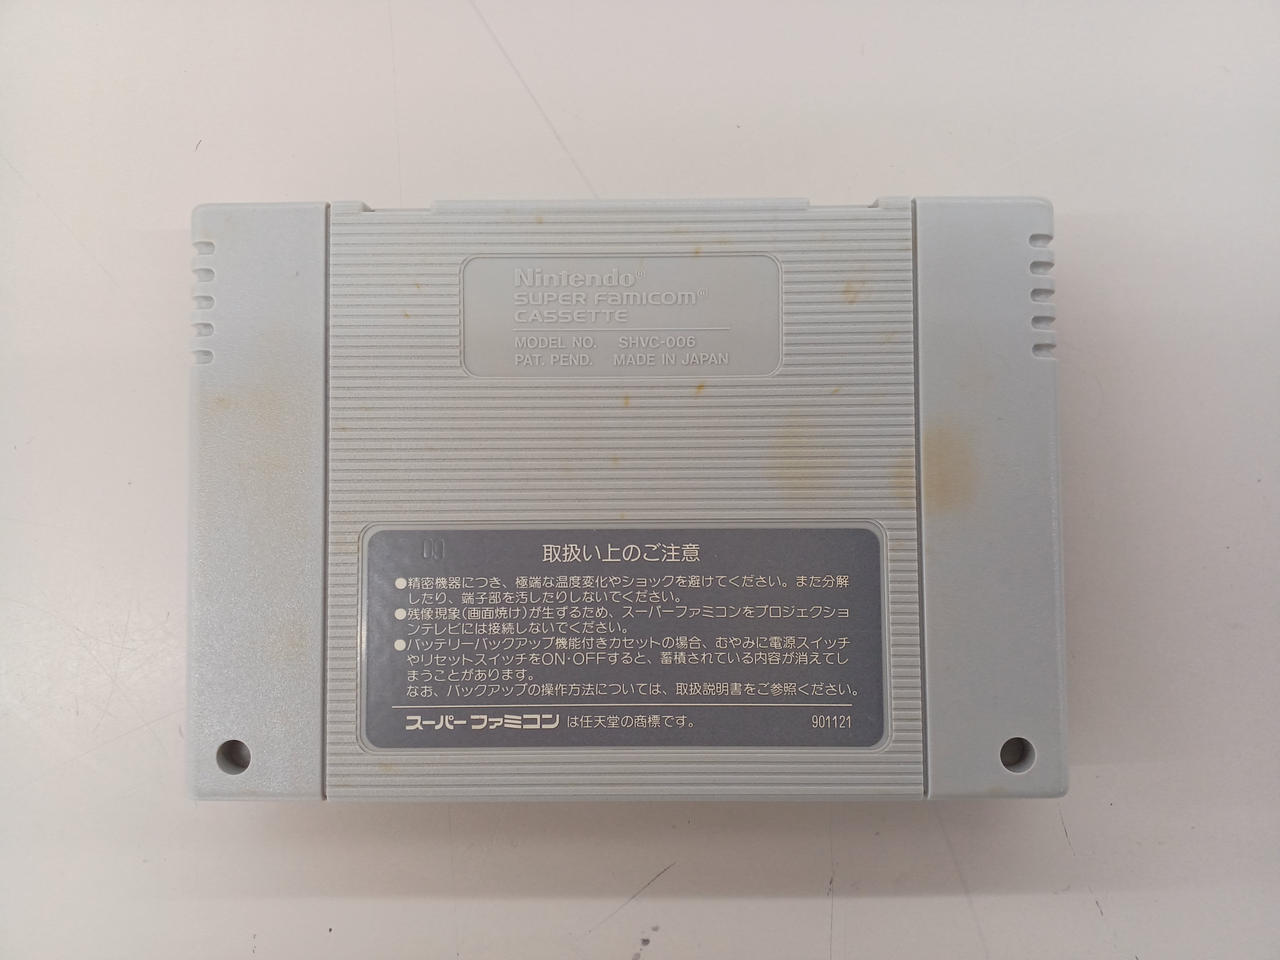 Nintendo®
SUPER FAMICOM™
CASSETTE
MODEL NO. SHVC-006
PAT. PEND. MADE IN JAPAN
00
取扱い上のご注意
●精密機器につき、極端な温度変化やショックを避けてください。また分解
したり、端子部を汚したりしないでください。
●残像現象(画面焼け)が生ずるため、スーパーファミコンをプロジェクショ
ンテレビには接続しないでください。
●バッテリーバックアップ機能付きカセットの場合、むやみに電源スイッチ
やリセットスイッチをON·OFFすると、蓄積されている内容が消えてし
まうことがあります。
なお、バックアップの操作方法については、取扱説明書をご参照ください。
スーパーファミコンは任天堂の商標です。 901121